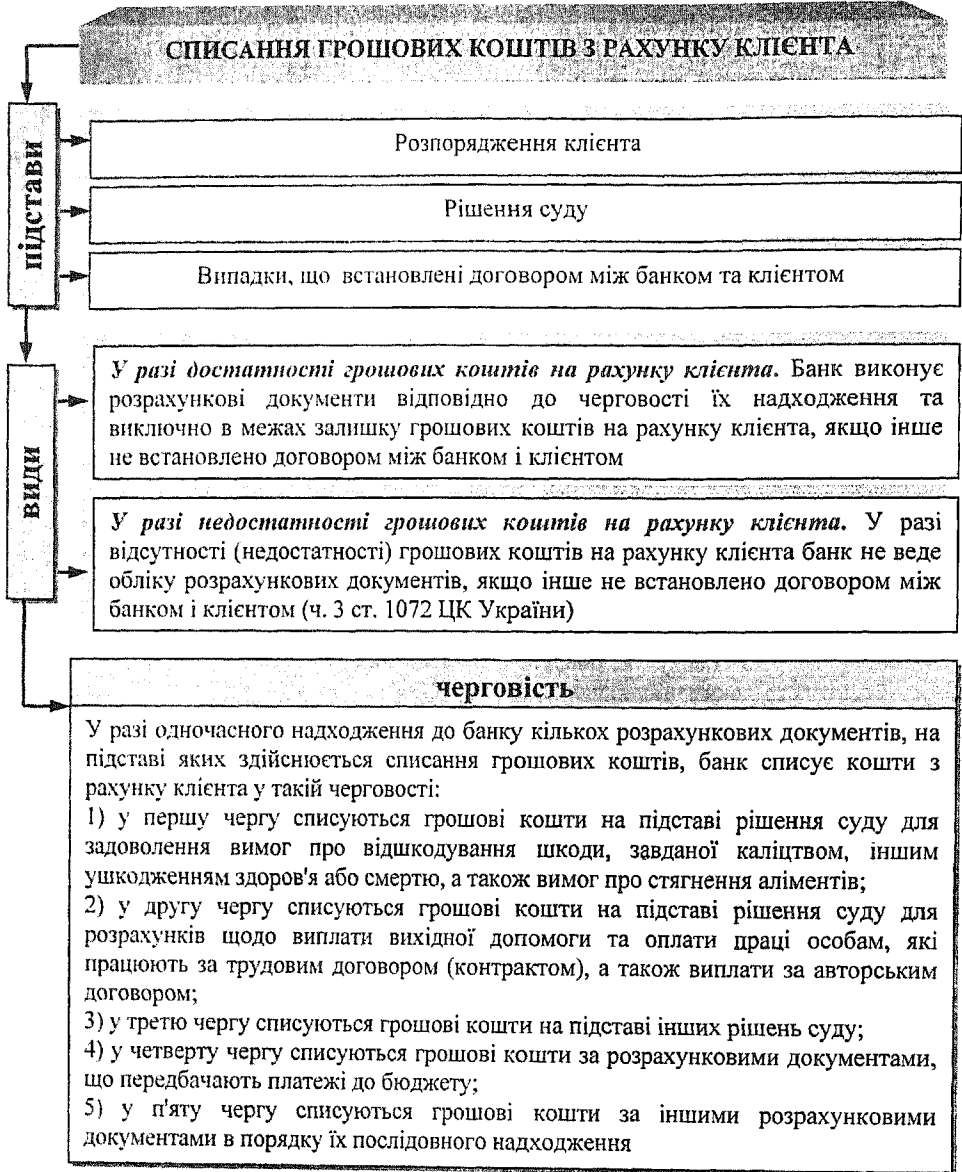 СПИСАННЯ ГРОШОВИХ КОШТІВ З РАХУНКУ КЛІЄНТА
підстави
Розпорядження клієнта
Рішення суду
Випадки, що встановлені договором між банком та клієнтом
види
У разі достатності грошових коштів на рахунку клієнта. Банк виконує
розрахункові документи відповідно до черговості їх надходження та
виключно в межах залишку грошових коштів на рахунку клієнта, якщо інше
не встановлено договором між банком і клієнтом
У разі недостатності грошових коштів на рахунку клієнта. У разі
відсутності (недостатності) грошових коштів на рахунку клієнта банк не веде
обліку розрахункових документів, якщо інше не встановлено договором між
банком і клієнтом (ч. 3 ст. 1072 ЦК України)
черговість
У разі одночасного надходження до банку кількох розрахункових документів, на
підставі яких здійснюється списання грошових коштів, банк списує кошти з
рахунку клієнта у такій черговості:
1) у першу чергу списуються грошові кошти на підставі рішення суду для
задоволення вимог про відшкодування шкоди, завданої каліцтвом, іншим
ушкодженням здоров'я або смертю, а також вимог про стягнення аліментів;
2) у другу чергу списуються грошові кошти на підставі рішення суду для
розрахунків щодо виплати вихідної допомоги та оплати праці особам, які
працюють за трудовим договором (контрактом), а також виплати за авторським
договором;
3) у третю чергу списуються грошові кошти на підставі інших рішень суду;
4) у четверту чергу списуються грошові кошти за розрахунковими документами,
що передбачають платежі до бюджету;
5) у п'яту чергу списуються грошові кошти за іншими розрахунковими
документами в порядку їх послідовного надходження